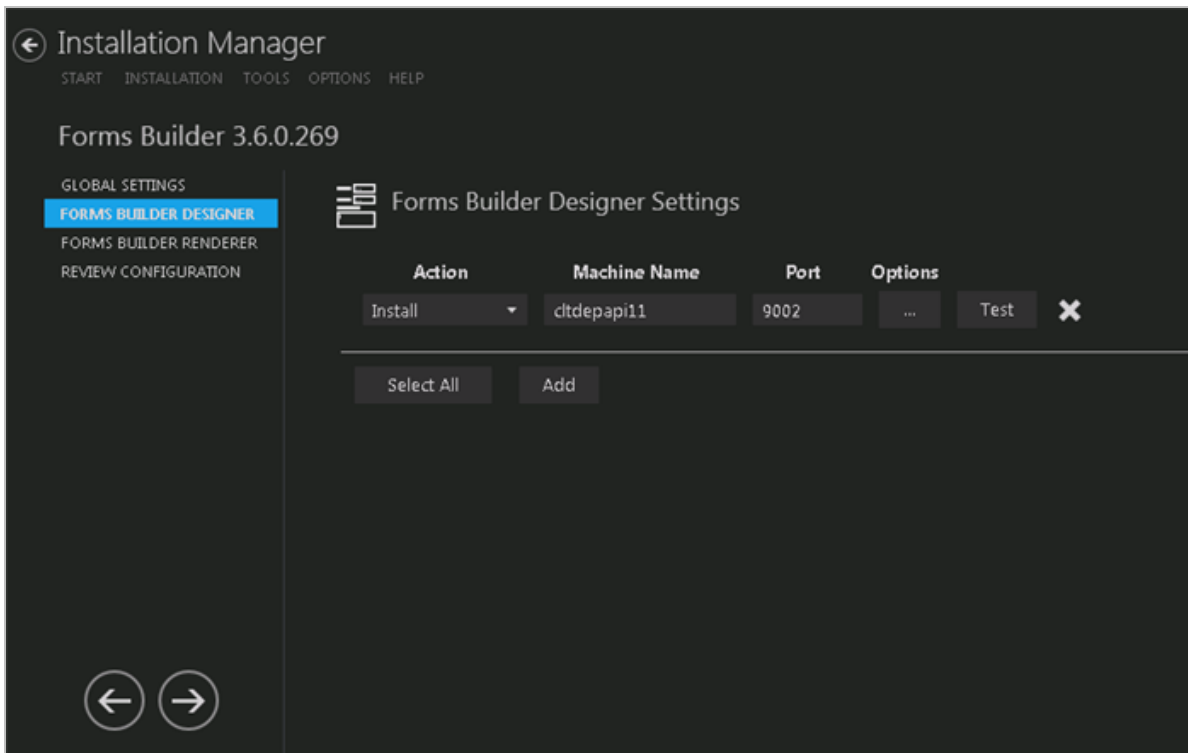 Installation Manager
START INSTALLATION TOOLS OPTIONS HELP
Forms Builder 3.6.0.269
GLOBAL SETTINGS
FORMS BUILDER DESIGNER
FORMS BUILDER RENDERER
REVIEW CONFIGURATION
Forms Builder Designer Settings
Action Machine Name Port Options
Install cltdepapi11 9002 ... Test
Select All Add